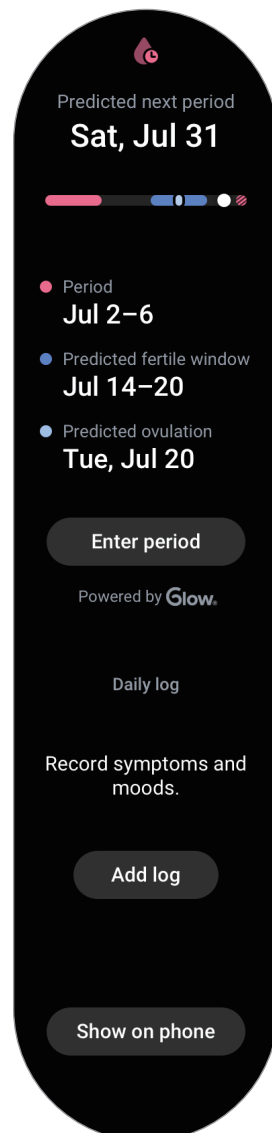 Predicted next period
Sat, Jul 31
Period
Jul 2–6
Predicted fertile window
Jul 14–20
Predicted ovulation
Tue, Jul 20
Enter period
Powered by Glow.
Daily log
Record symptoms and
moods.
Add log
Show on phone